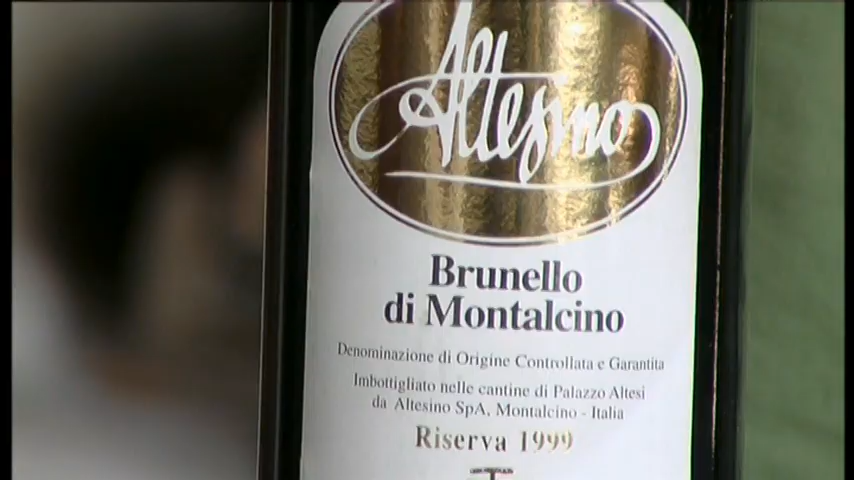 Altesino
Brunello
di Montalcino
Denominazione di Origine Controllata e Garantita
Imbottigliato nelle cantine di Palazzo Altesi
da Altesino SpA, Montalcino - Italia
Riserva 1999